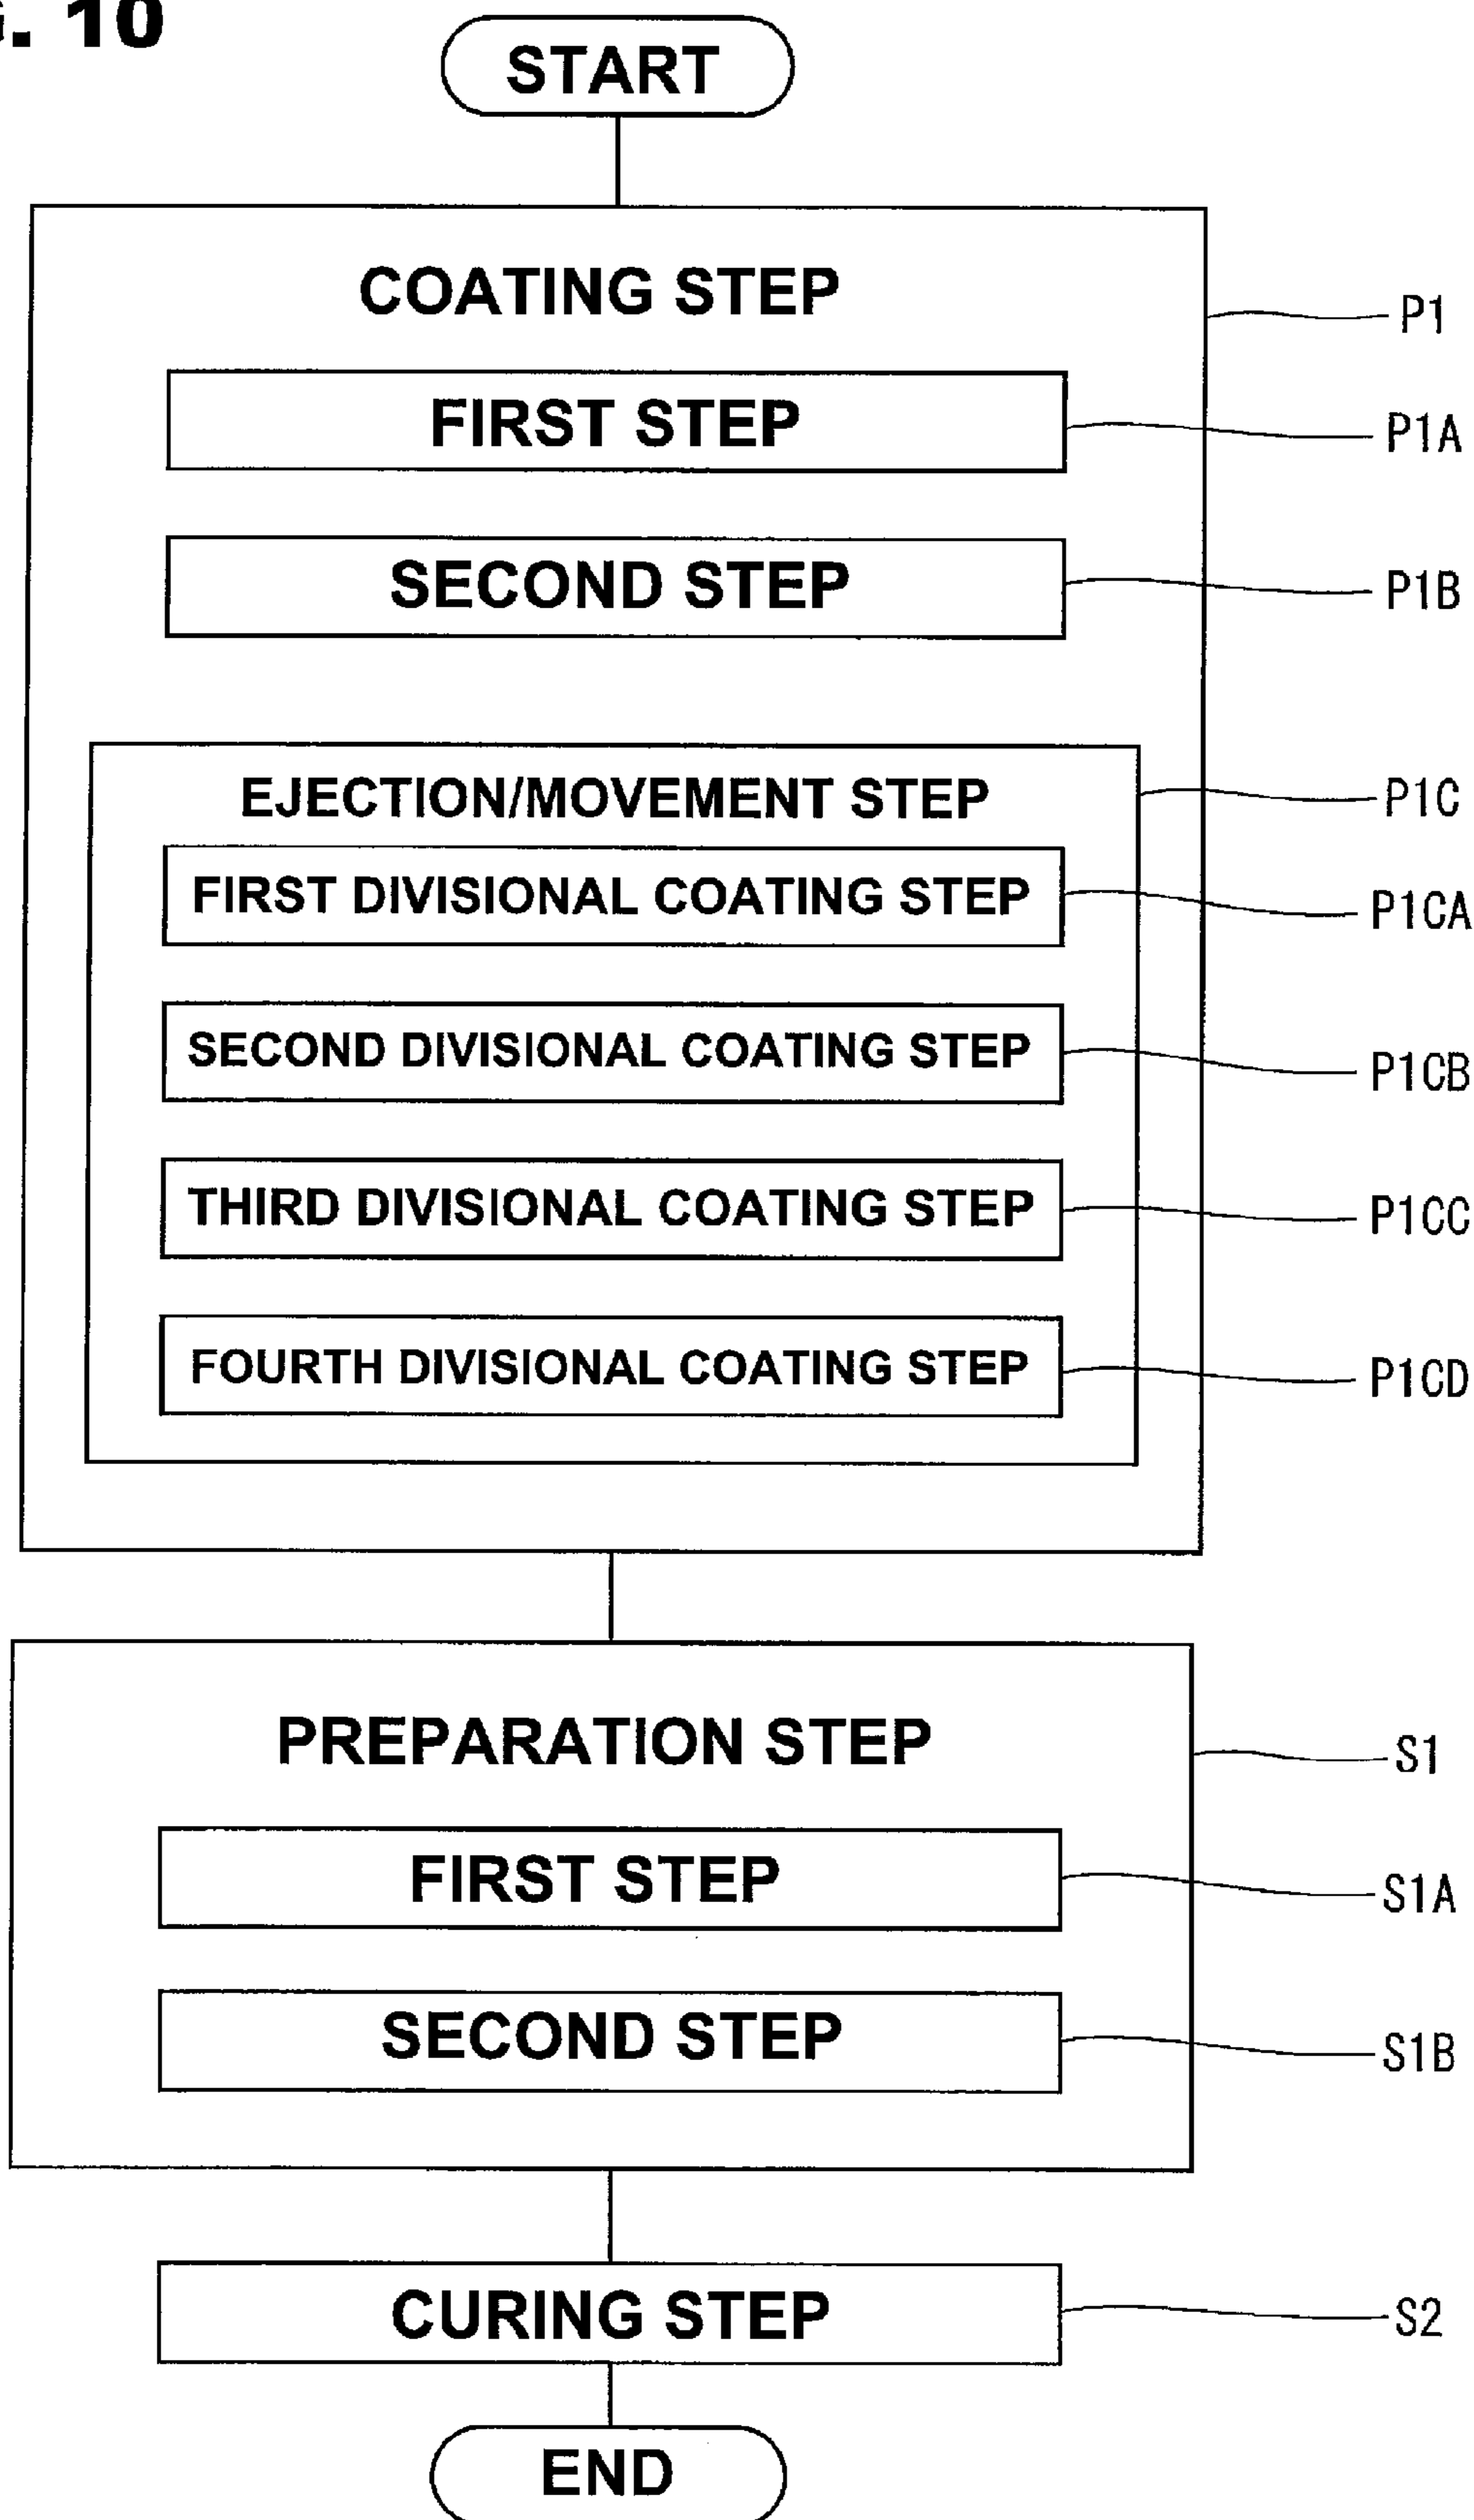 . 10
START
COATING STEP
P1
FIRST STEP
P1A
SECOND STEP
P1B
EJECTION/MOVEMENT STEP
P1C
FIRST DIVISIONAL COATING STEP
P1CA
SECOND DIVISIONAL COATING STEP
P1CB
THIRD DIVISIONAL COATING STEP
P1CC
FOURTH DIVISIONAL COATING STEP
P1CD
PREPARATION STEP
S1
FIRST STEP
S1A
SECOND STEP
S1B
CURING STEP
S2
END